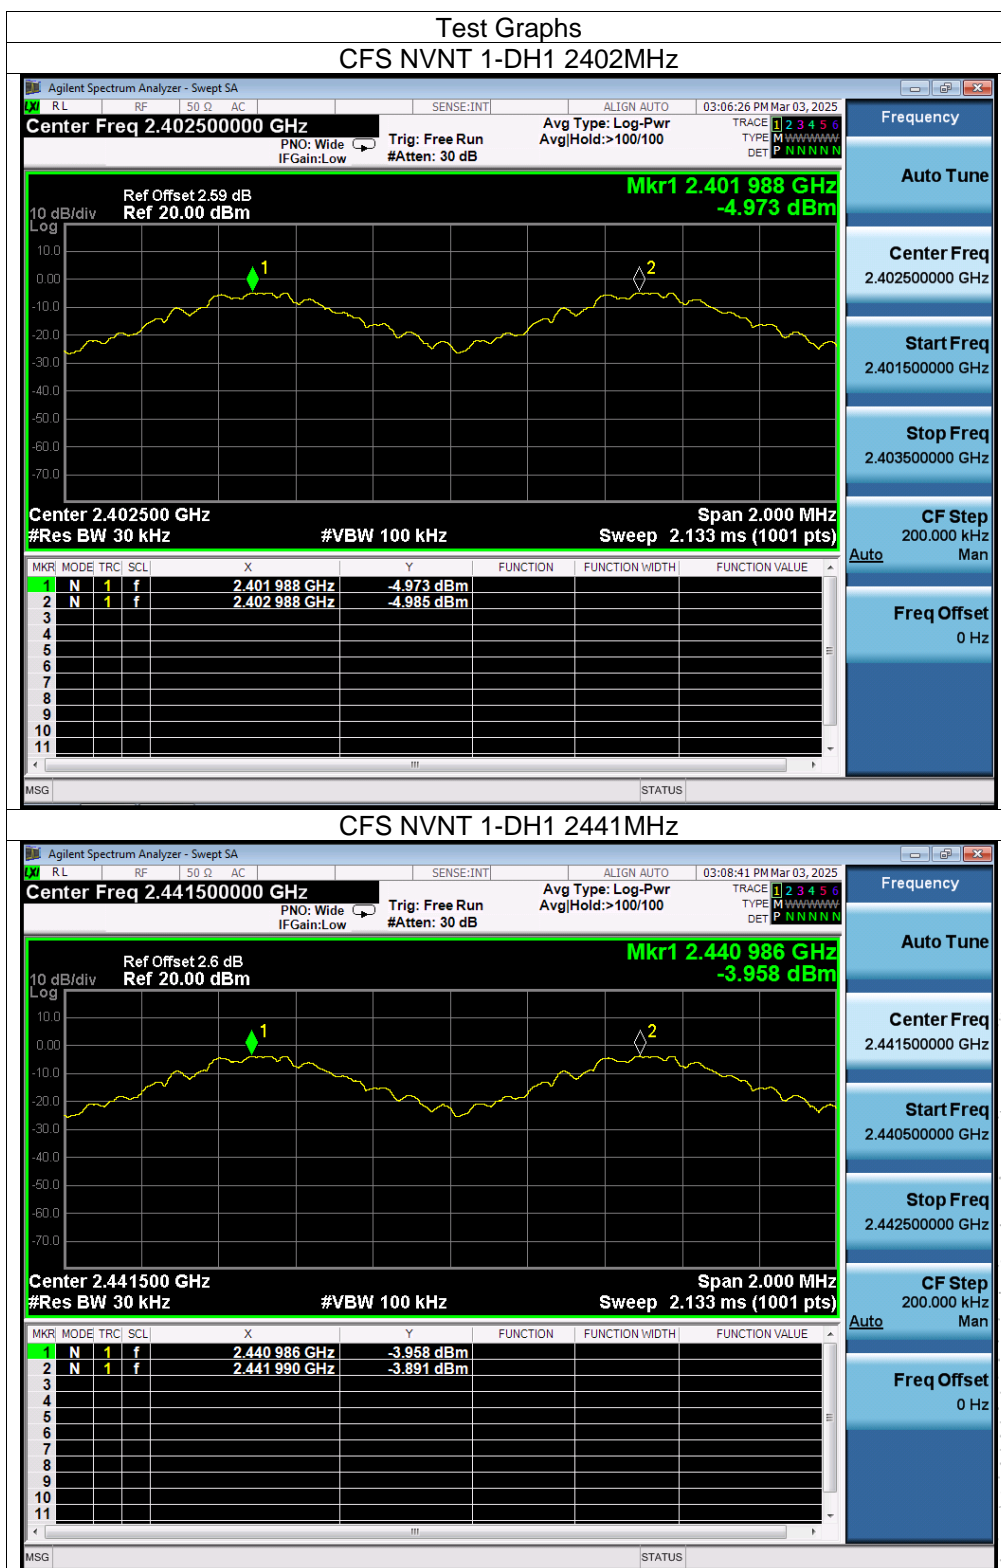 Test Graphs
CFS NVNT 1-DH1 2402MHz
Agilent Spectrum Analyzer - Swept SA
LXI RL RF 50 Ω AC SENSE:INT ALIGN AUTO 03:06:26 PM Mar 03, 2025
Center Freq 2.402500000 GHz
PNO: Wide
IFGain:Low
Trig: Free Run
#Atten: 30 dB
Avg Type: Log-Pwr
Avg|Hold:>100/100
TRACE 1 2 3 4 5 6
TYPE M WWWWW
DET P N N N N N
Frequency
Mkr1 2.401 988 GHz
-4.973 dBm
Ref Offset 2.59 dB
10 dB/div Ref 20.00 dBm
Log
10.0
0.00
-10.0
-20.0
-30.0
-40.0
-50.0
-60.0
-70.0
1
2
Center 2.402500 GHz Span 2.000 MHz
#Res BW 30 kHz #VBW 100 kHz Sweep 2.133 ms (1001 pts)
MKR MODE TRC SCL X Y FUNCTION FUNCTION WIDTH FUNCTION VALUE
1 N 1 f 2.401 988 GHz -4.973 dBm
2 N 1 f 2.402 988 GHz -4.985 dBm
3
4
5
6
7
8
9
10
11
MSG STATUS
Auto Tune
Center Freq
2.402500000 GHz
Start Freq
2.401500000 GHz
Stop Freq
2.403500000 GHz
CF Step
200.000 kHz
Auto Man
Freq Offset
0 Hz
CFS NVNT 1-DH1 2441MHz
Agilent Spectrum Analyzer - Swept SA
LXI RL RF 50 Ω AC SENSE:INT ALIGN AUTO 03:08:41 PM Mar 03, 2025
Center Freq 2.441500000 GHz
PNO: Wide
IFGain:Low
Trig: Free Run
#Atten: 30 dB
Avg Type: Log-Pwr
Avg|Hold:>100/100
TRACE 1 2 3 4 5 6
TYPE M WWWWW
DET P N N N N N
Frequency
Mkr1 2.440 986 GHz
-3.958 dBm
Ref Offset 2.6 dB
10 dB/div Ref 20.00 dBm
Log
10.0
0.00
-10.0
-20.0
-30.0
-40.0
-50.0
-60.0
-70.0
1
2
Center 2.441500 GHz Span 2.000 MHz
#Res BW 30 kHz #VBW 100 kHz Sweep 2.133 ms (1001 pts)
MKR MODE TRC SCL X Y FUNCTION FUNCTION WIDTH FUNCTION VALUE
1 N 1 f 2.440 986 GHz -3.958 dBm
2 N 1 f 2.441 990 GHz -3.891 dBm
3
4
5
6
7
8
9
10
11
MSG STATUS
Auto Tune
Center Freq
2.441500000 GHz
Start Freq
2.440500000 GHz
Stop Freq
2.442500000 GHz
CF Step
200.000 kHz
Auto Man
Freq Offset
0 Hz